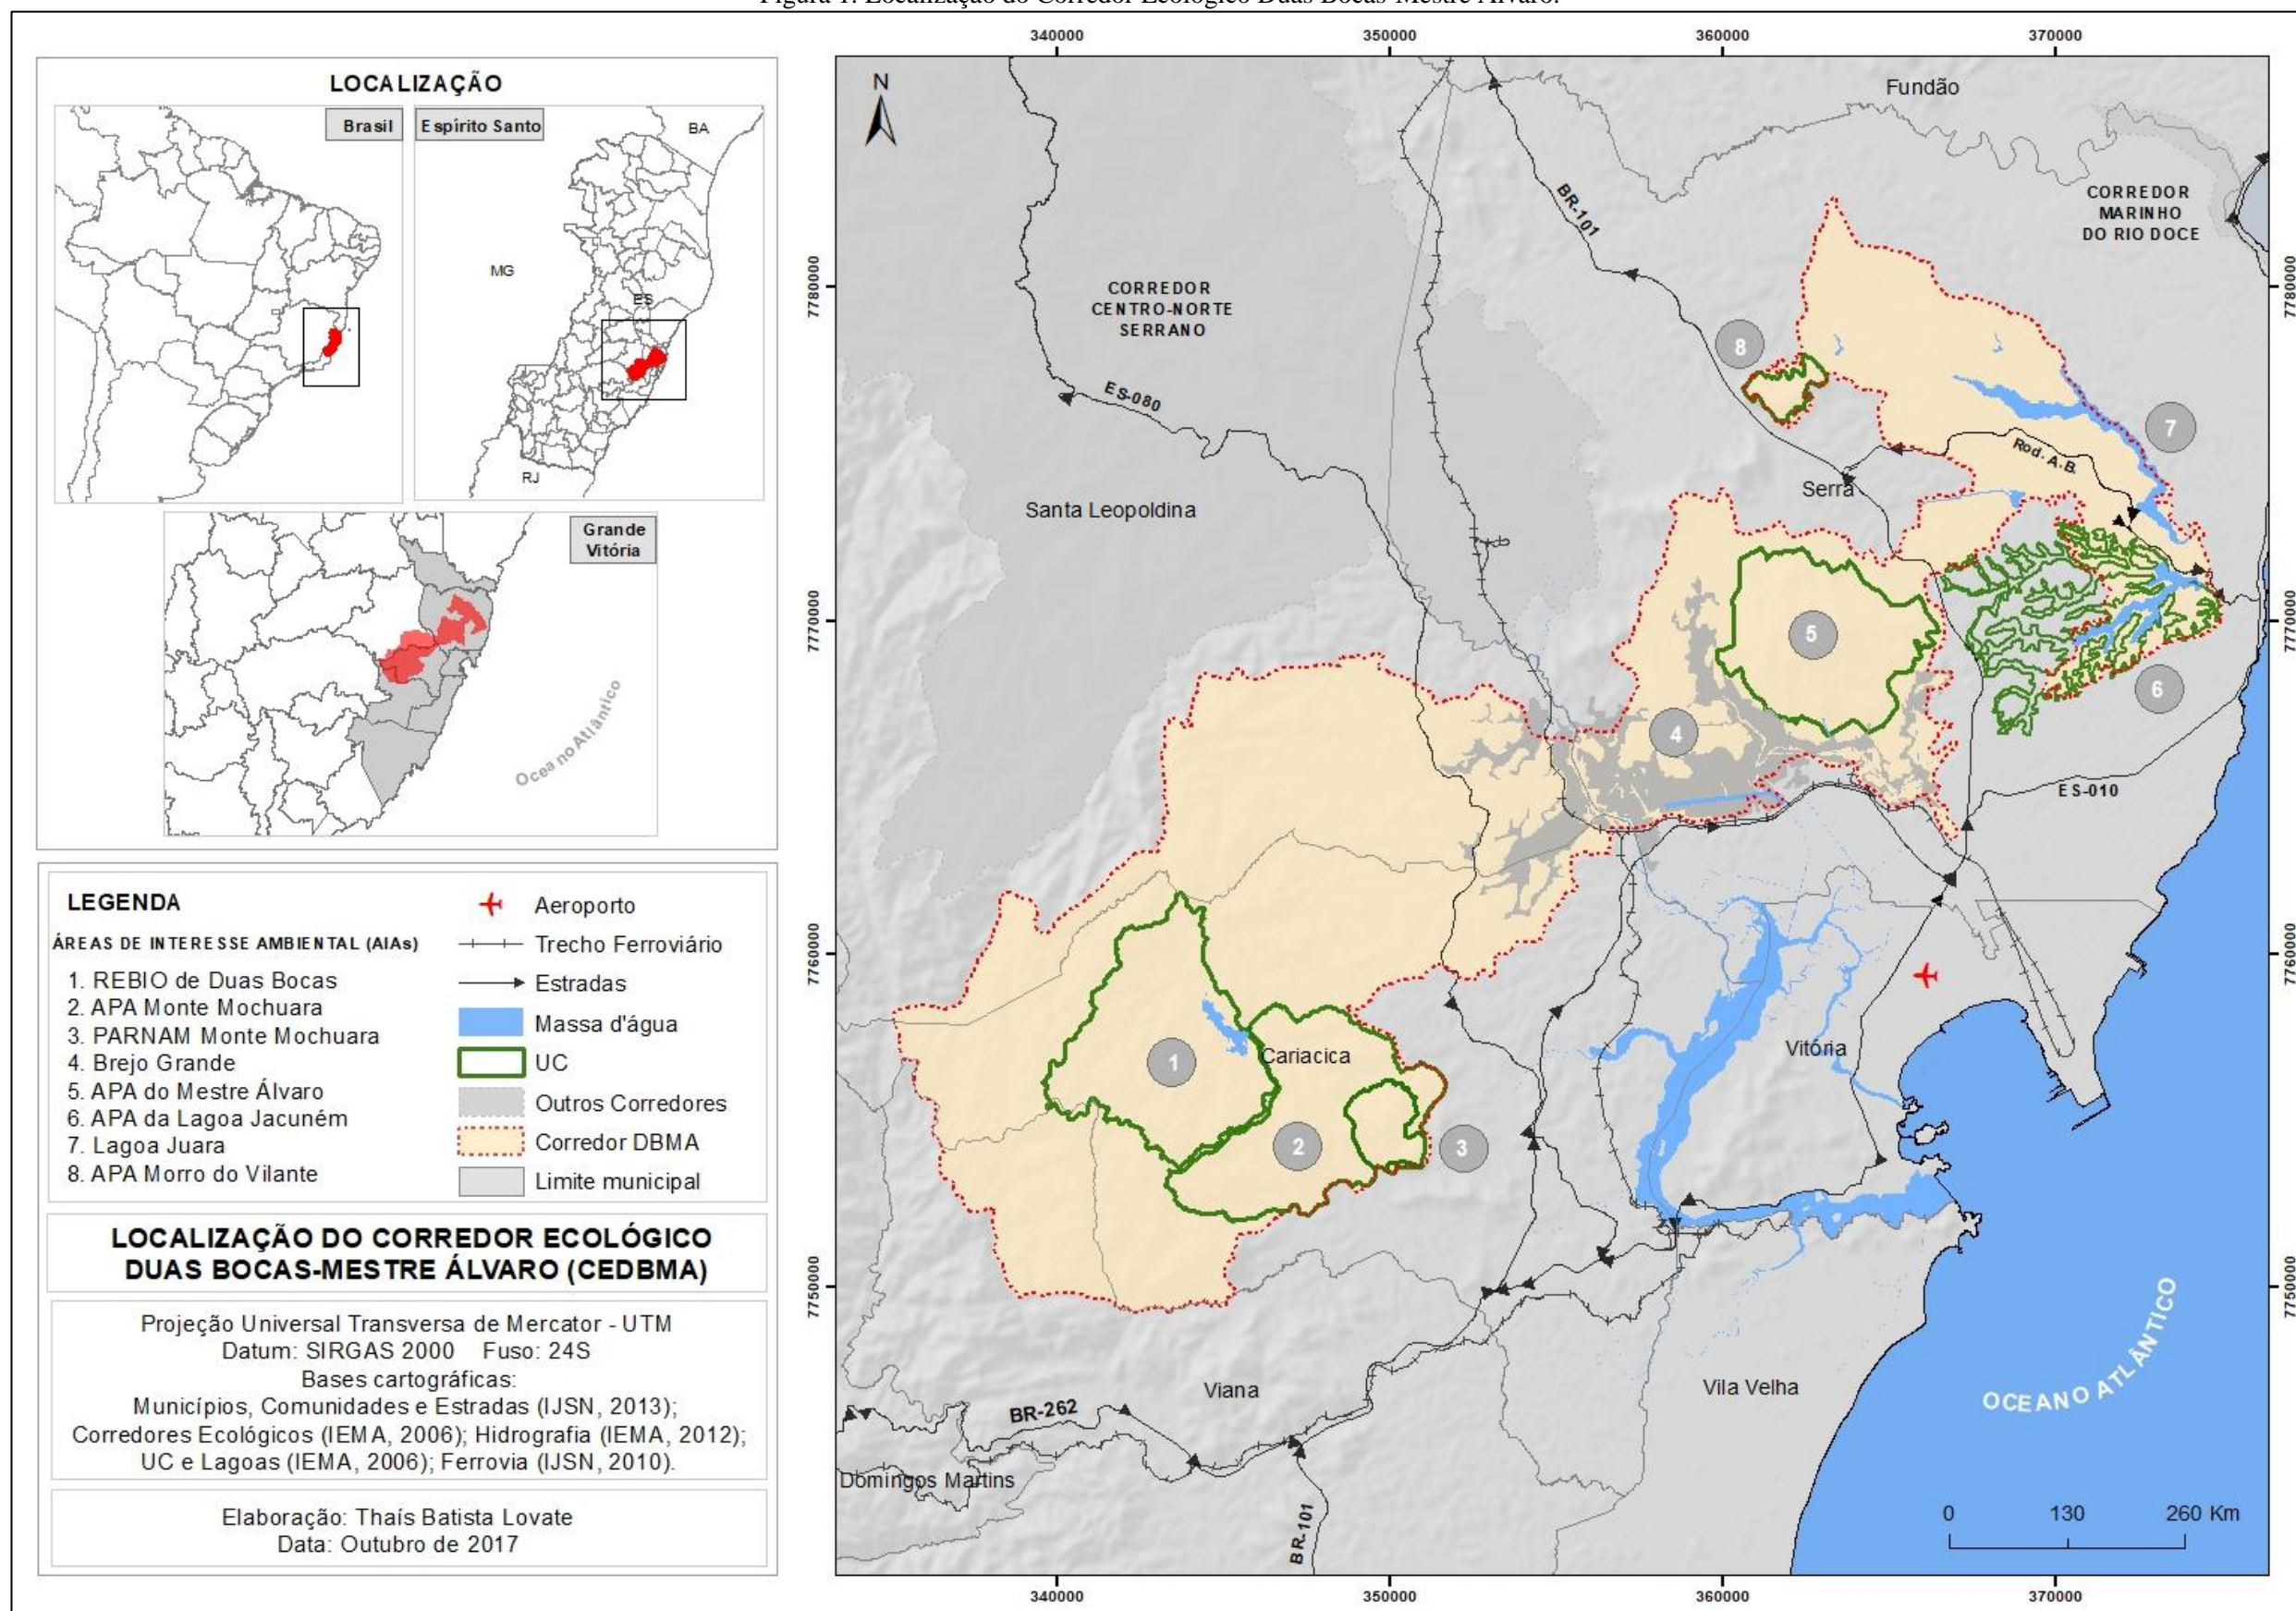 Figura 1. Localização do Corredor Ecológico Duas Bocas-Mestre Álvaro.
LOCALIZAÇÃO
Brasil
Espírito Santo
BA
MG
ES
RJ
Grande
Vitória
Oceano Atlântico
LEGENDA
ÁREAS DE INTERESSE AMBIENTAL (AIAs)
1. REBIO de Duas Bocas
2. APA Monte Mochuara
3. PARNAM Monte Mochuara
4. Brejo Grande
5. APA do Mestre Álvaro
6. APA da Lagoa Jacuném
7. Lagoa Juara
8. APA Morro do Vilante
Aeroporto
Trecho Ferroviário
Estradas
Massa d'água
UC
Outros Corredores
Corredor DBMA
Limite municipal
LOCALIZAÇÃO DO CORREDOR ECOLÓGICO
DUAS BOCAS-MESTRE ÁLVARO (CEDBMA)
Projeção Universal Transversa de Mercator - UTM
Datum: SIRGAS 2000 Fuso: 24S
Bases cartográficas:
Municípios, Comunidades e Estradas (IJSN, 2013);
Corredores Ecológicos (IEMA, 2006); Hidrografia (IEMA, 2012);
UC e Lagoas (IEMA, 2006); Ferrovia (IJSN, 2010).
Elaboração: Thaís Batista Lovate
Data: Outubro de 2017
340000
350000
360000
370000
N
Fundão
BR-101
CORREDOR
MARINHO
DO RIO DOCE
7780000
7780000
CORREDOR
CENTRO-NORTE
SERRANO
8
ES-080
7
Rod. A.B.
Serra
Santa Leopoldina
7770000
7770000
5
6
4
ES-010
7760000
7760000
Vitória
1
Cariacica
2
3
7750000
7750000
OCEANO ATLÂNTICO
Viana
Vila Velha
BR-262
Domingos Martins
BR-101
0
130
260 Km
340000
350000
360000
370000